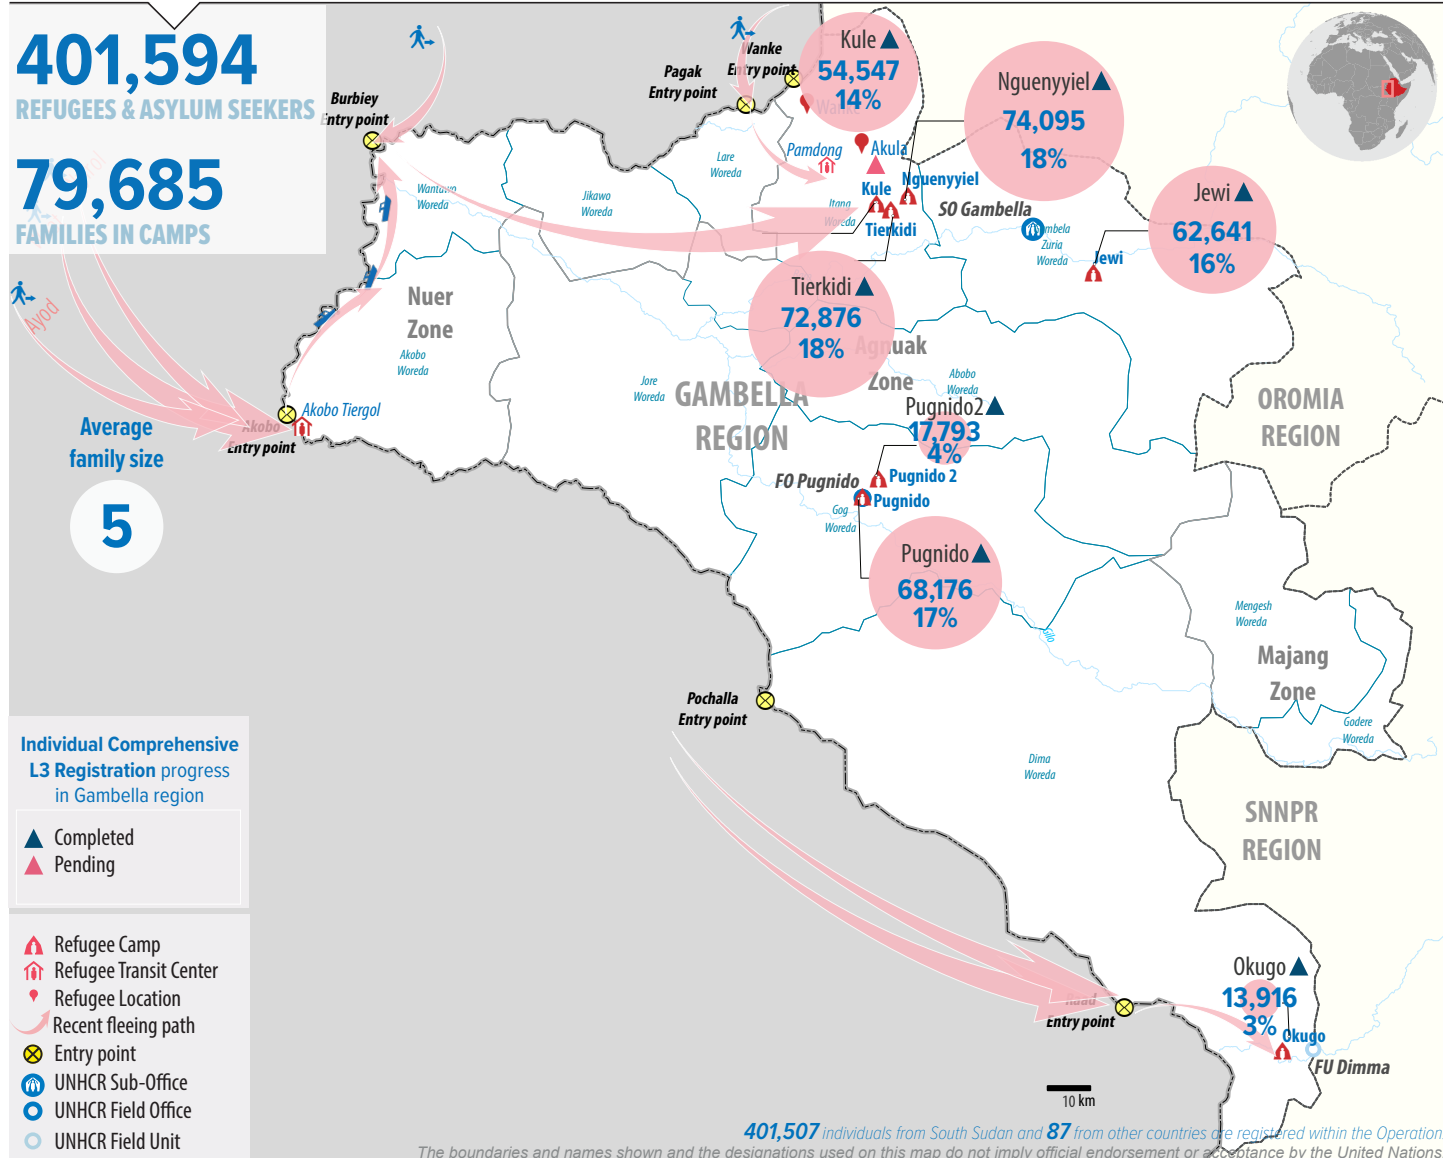 401,594
REFUGEES & ASYLUM SEEKERS
79,685
FAMILIES IN CAMPS
Average
family size
5
Ayod
Burbiey
Entry point
Pagak
Entry point
Wanke
Entry point
Wanke
Kule
54,547
14%
Nguenyyiel
74,095
18%
Jewi
62,641
16%
Tierkidi
72,876
18%
Pugnido2
17,793
4%
Pugnido
68,176
17%
Okugo
13,916
3%
Pamdong
Akula
Kule
Nguenyyiel
Tierkidi
SO Gambella
Jewi
Lare
Woreda
Itang
Woreda
Zuria
Woreda
Wantawo
Woreda
Jikawo
Woreda
Nuer
Zone
Akobo
Woreda
Akobo Tiergol
Akobo
Entry point
Jore
Woreda
GAMBELLA
REGION
Agnuak
Zone
Abobo
Woreda
OROMIA
REGION
FO Pugnido
Pugnido 2
Pugnido
Gog
Woreda
Gilo
Mengesh
Woreda
Majang
Zone
Godere
Woreda
Pochalla
Entry point
Dima
Woreda
SNNPR
REGION
Raad
Entry point
Okugo
FU Dimma
Individual Comprehensive
L3 Registration progress
in Gambella region
Completed
Pending
Refugee Camp
Refugee Transit Center
Refugee Location
Recent fleeing path
Entry point
UNHCR Sub-Office
UNHCR Field Office
UNHCR Field Unit
10 km
401,507 individuals from South Sudan and 87 from other countries are registered within the Operation.
The boundaries and names shown and the designations used on this map do not imply official endorsement or acceptance by the United Nations.